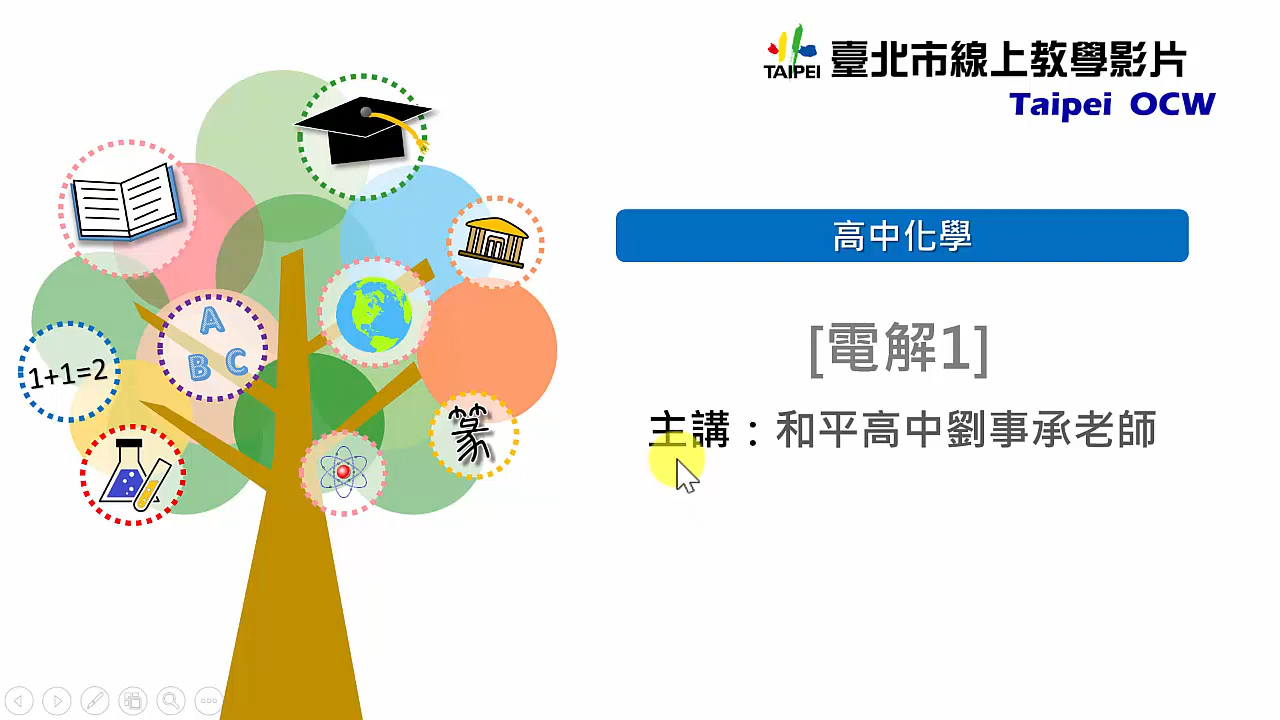 TAIPEI 臺北市線上教學影片
Taipei OCW
高中化學
[電解1]
主講：和平高中劉事承老師
A
B C
1+1=2
篆